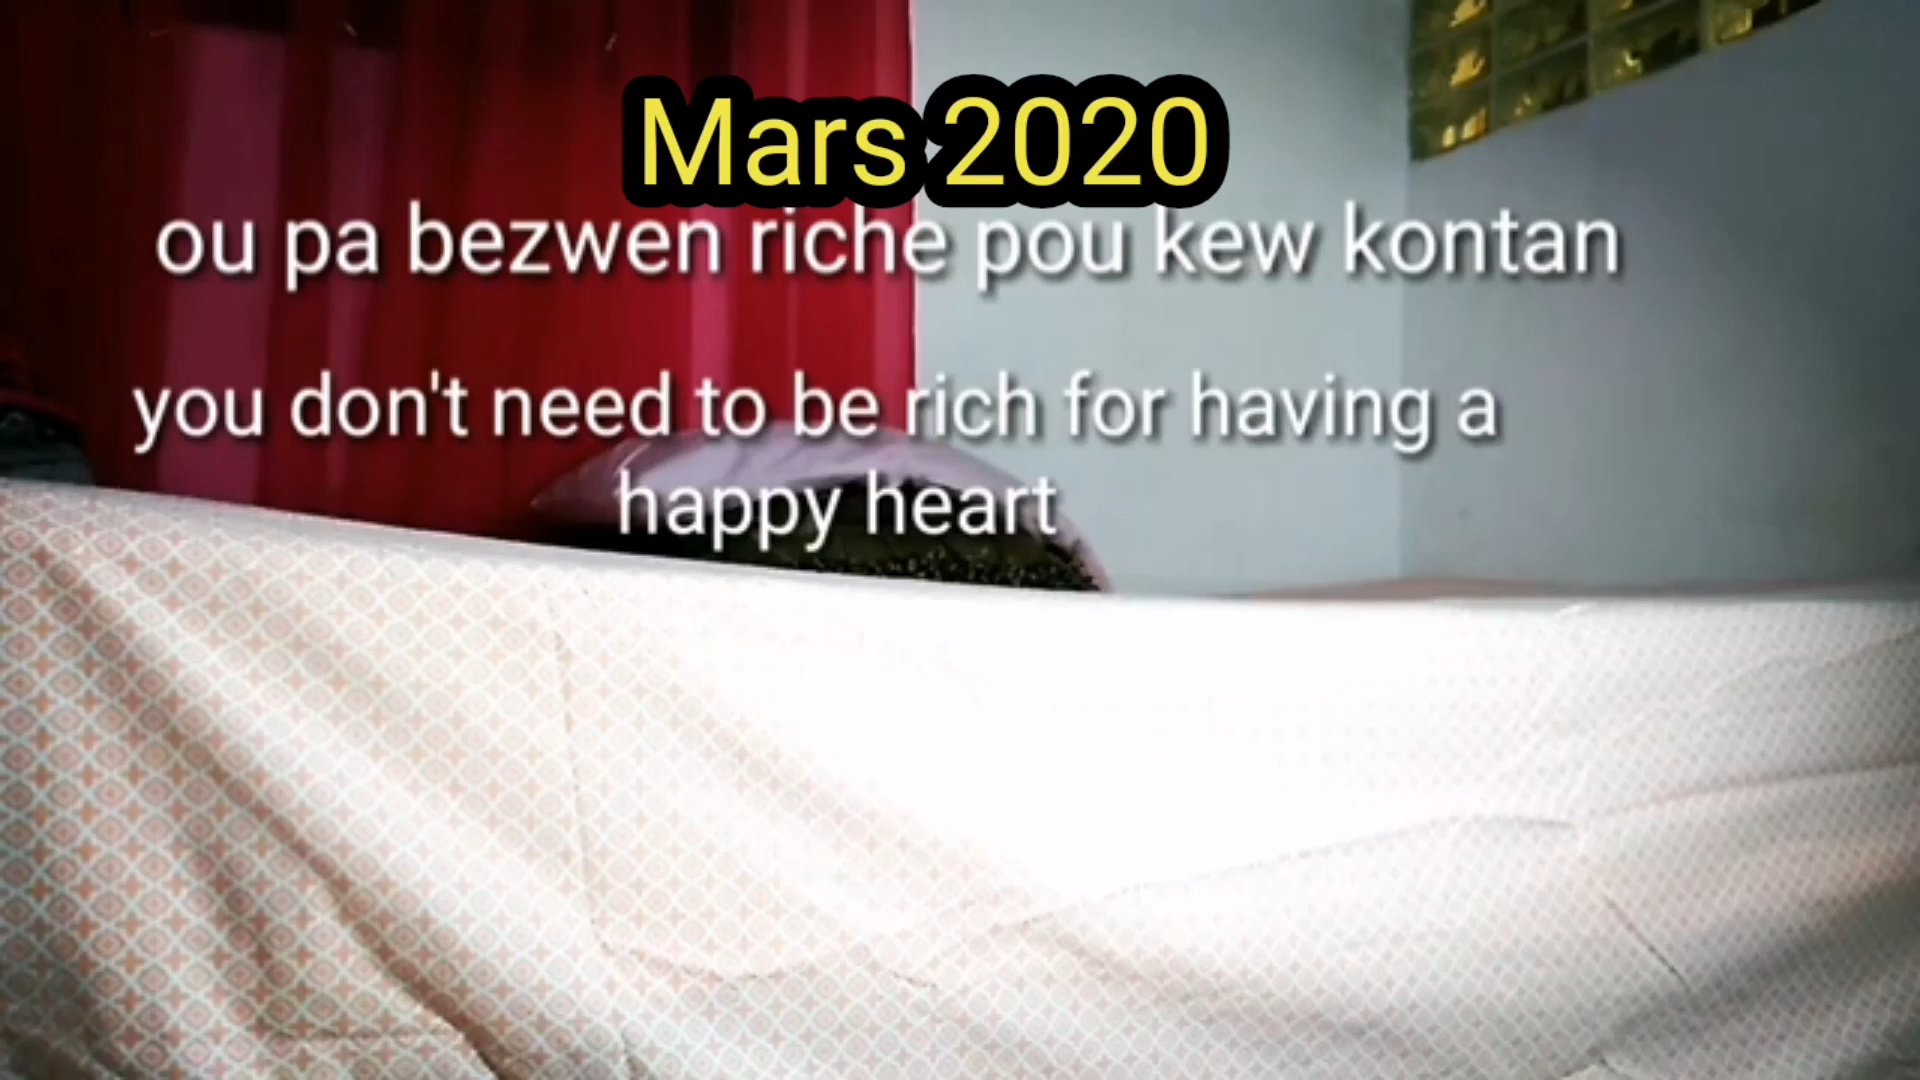 Mars 2020
ou pa bezwen riche pou kew kontan
you don't need to be rich for having a
happy heart